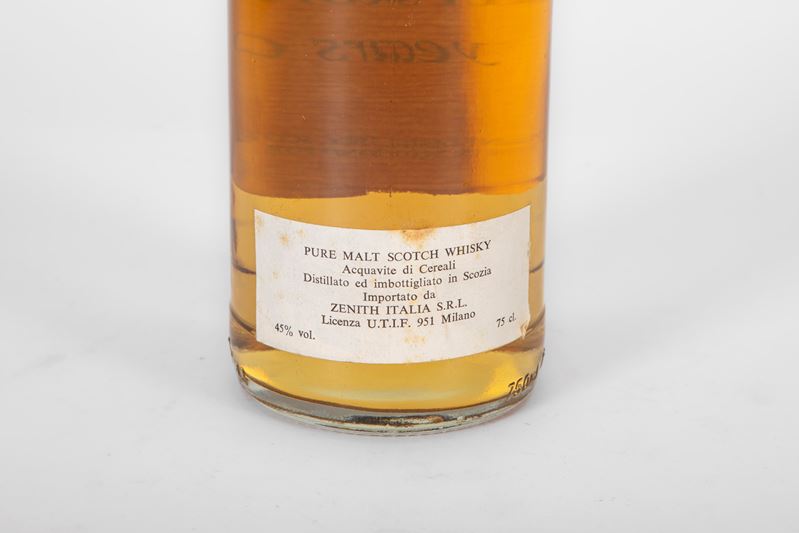 years
PURE MALT SCOTCH WHISKY
Acquavite di Cereali
Distillato ed imbottigliato in Scozia
Importato da
ZENITH ITALIA S.R.L.
Licenza U.T.I.F. 951 Milano
45% vol.
75 cl.